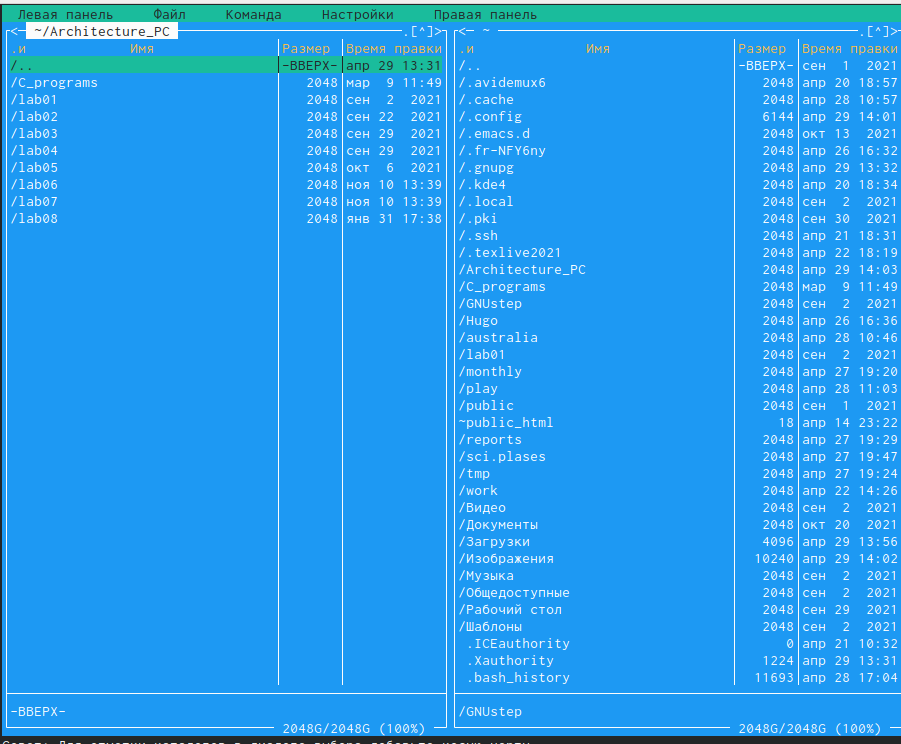 Левая панель Файл Команда Настройки Правая панель
<─ ~/Architecture_PC .[^]>
.и Имя Размер Время правки
/.. -ВВЕРХ- апр 29 13:31
/C_programs 2048 мар 9 11:49
/lab01 2048 сен 2 2021
/lab02 2048 сен 22 2021
/lab03 2048 сен 29 2021
/lab04 2048 сен 29 2021
/lab05 2048 окт 6 2021
/lab06 2048 ноя 10 13:39
/lab07 2048 ноя 10 13:39
/lab08 2048 янв 31 17:38
-ВВЕРХ-
2048G/2048G (100%)
<─ ~ .[^]>
.и Имя Размер Время правки
/.. -ВВЕРХ- сен 1 2021
/.avidemux6 2048 апр 20 18:57
/.cache 2048 апр 28 10:57
/.config 6144 апр 29 14:01
/.emacs.d 2048 окт 13 2021
/.fr-NFY6ny 2048 апр 26 16:32
/.gnupg 2048 апр 29 13:32
/.kde4 2048 апр 20 18:34
/.local 2048 сен 2 2021
/.pki 2048 сен 30 2021
/.ssh 2048 апр 21 18:31
/.texlive2021 2048 апр 22 18:19
/Architecture_PC 2048 апр 29 14:03
/C_programs 2048 мар 9 11:49
/GNUstep 2048 сен 2 2021
/Hugo 2048 апр 26 16:36
/australia 2048 апр 28 10:46
/lab01 2048 сен 2 2021
/monthly 2048 апр 27 19:20
/play 2048 апр 28 11:03
/public 2048 сен 1 2021
~public_html 18 апр 14 23:22
/reports 2048 апр 27 19:29
/sci.plases 2048 апр 27 19:47
/tmp 2048 апр 27 19:24
/work 2048 апр 22 14:26
/Видео 2048 сен 2 2021
/Документы 2048 окт 20 2021
/Загрузки 4096 апр 29 13:56
/Изображения 10240 апр 29 14:02
/Музыка 2048 сен 2 2021
/Общедоступные 2048 сен 2 2021
/Рабочий стол 2048 сен 29 2021
/Шаблоны 2048 сен 2 2021
.ICEauthority 0 апр 21 10:32
.Xauthority 1224 апр 29 13:31
.bash_history 11693 апр 28 17:04
/GNUstep
2048G/2048G (100%)